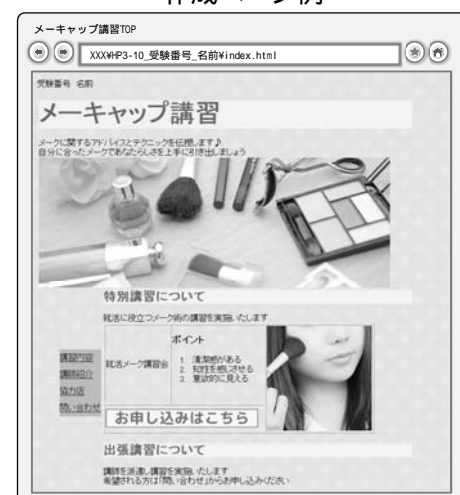 作成ページ例
メーキャップ講習TOP
XXX¥HP3-10_受験番号_名前¥index.html
受験番号 名前
メーキャップ講習
メークに関するアドバイスとテクニックを伝授します♪
自分に合ったメークであなたらしさを上手に引き出しましょう
特別講習について
就活に役立つメーク術の講習を実施いたします
講習内容
講師紹介
協力店
問い合わせ
就活メーク講習会
ポイント
1. 清潔感がある
2. 知性を感じさせる
3. 意欲的に見える
お申し込みはこちら
出張講習について
講師を派遣し講習を実施いたします
希望される方は「問い合わせ」からお申し込みください